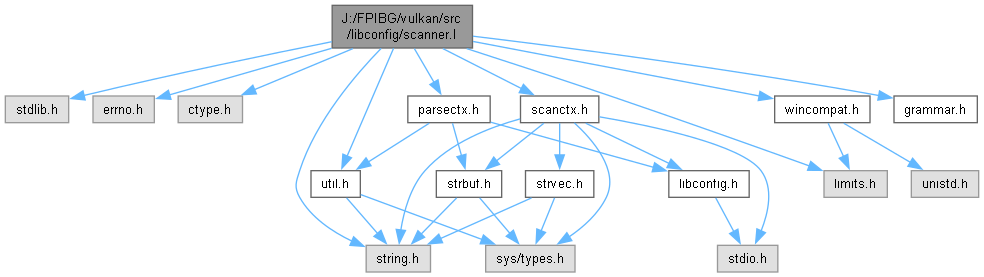 J:/FPIBG/vulkan/src
/libconfig/scanner.l
stdlib.h
errno.h
ctype.h
parsectx.h
scanctx.h
wincompat.h
grammar.h
util.h
strbuf.h
strvec.h
libconfig.h
limits.h
unistd.h
string.h
sys/types.h
stdio.h